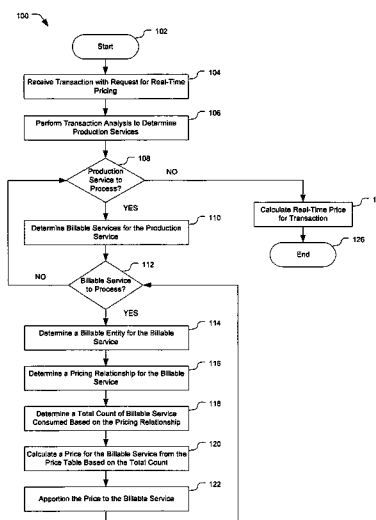 100
102
Start
104
Receive Transaction with Request for Real-Time
Pricing
106
Perform Transaction Analysis to Determine
Production Services
108
Production
Service to
Process?
NO
YES
110
Determine Billable Services for the Production
Service
1
Calculate Real-Time Price
for Transaction
126
End
112
Billable Service
to Process?
NO
YES
114
Determine a Billable Entity for the Billable
Service
116
Determine a Pricing Relationship for the Billable
Service
118
Determine a Total Count of Billable Service
Consumed Based on the Pricing Relationship
120
Calculate a Price for the Billable Service from the
Price Table Based on the Total Count
122
Apportion the Price to the Billable Service